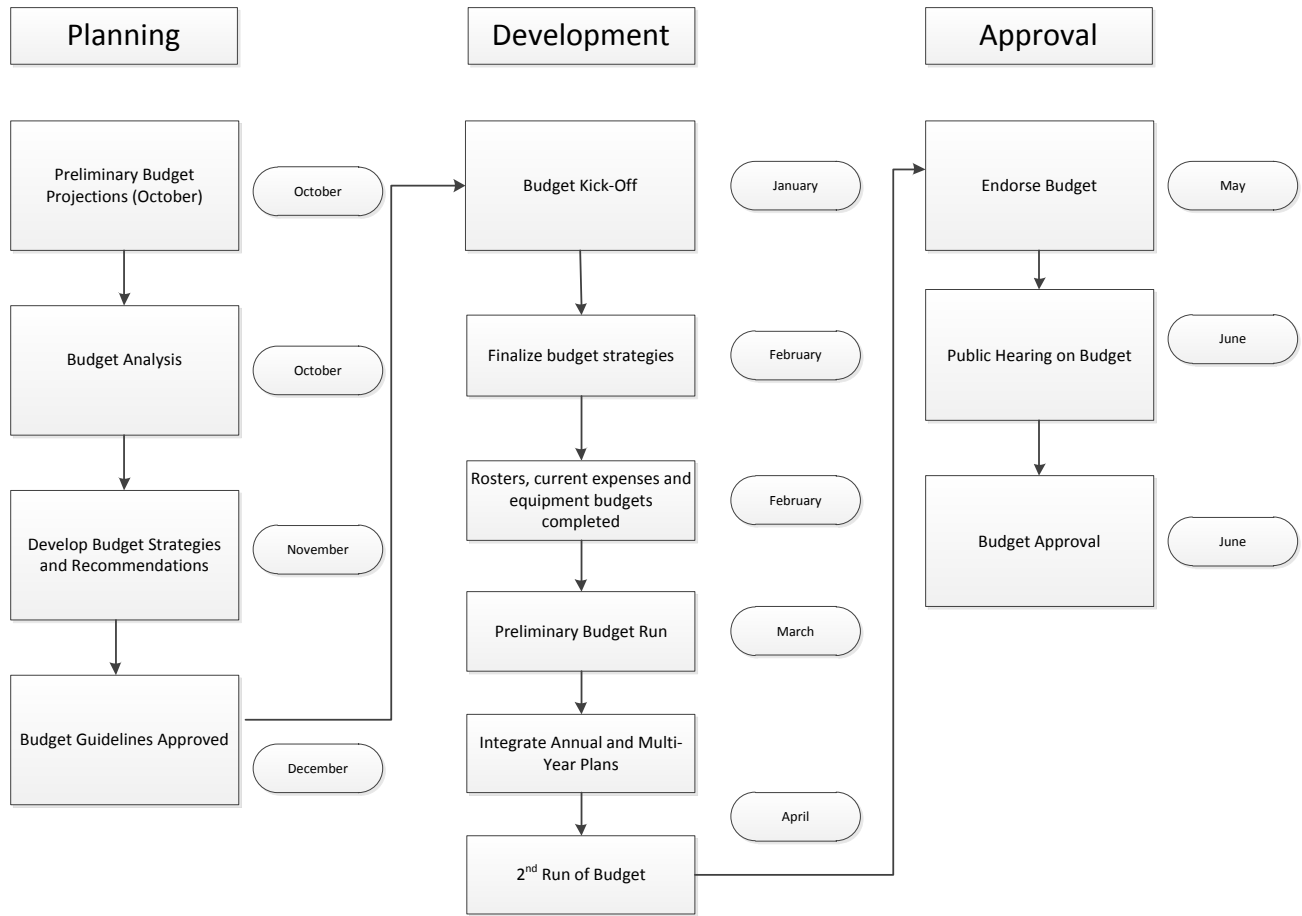 Planning
Preliminary Budget
Projections (October)
October
Budget Analysis
October
Develop Budget Strategies
and Recommendations
November
Budget Guidelines Approved
December
Development
Budget Kick-Off
January
Finalize budget strategies
February
Rosters, current expenses and
equipment budgets
completed
February
Preliminary Budget Run
March
Integrate Annual and Multi-
Year Plans
April
2nd Run of Budget
Approval
Endorse Budget
May
Public Hearing on Budget
June
Budget Approval
June